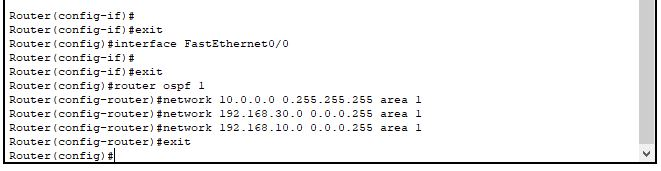 Router(config-if)#
Router(config-if)#exit
Router(config)#interface FastEthernet0/0
Router(config-if)#
Router(config-if)#exit
Router(config)#router ospf 1
Router(config-router)#network 10.0.0.0 0.255.255.255 area 1
Router(config-router)#network 192.168.30.0 0.0.0.255 area 1
Router(config-router)#network 192.168.10.0 0.0.0.255 area 1
Router(config-router)#exit
Router(config)#